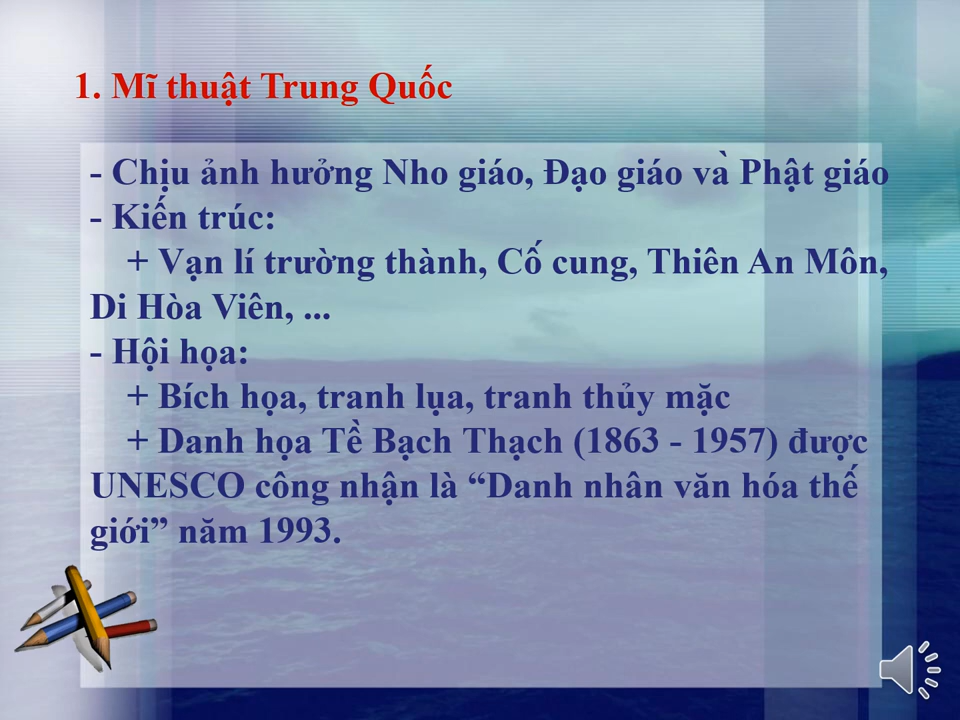 1. Mĩ thuật Trung Quốc
- Chịu ảnh hưởng Nho giáo, Đạo giáo và Phật giáo
- Kiến trúc:
+ Vạn lí trường thành, Cố cung, Thiên An Môn,
Di Hòa Viên, ...
- Hội họa:
+ Bích họa, tranh lụa, tranh thủy mặc
+ Danh họa Tề Bạch Thạch (1863 - 1957) được
UNESCO công nhận là “Danh nhân văn hóa thế
giới” năm 1993.